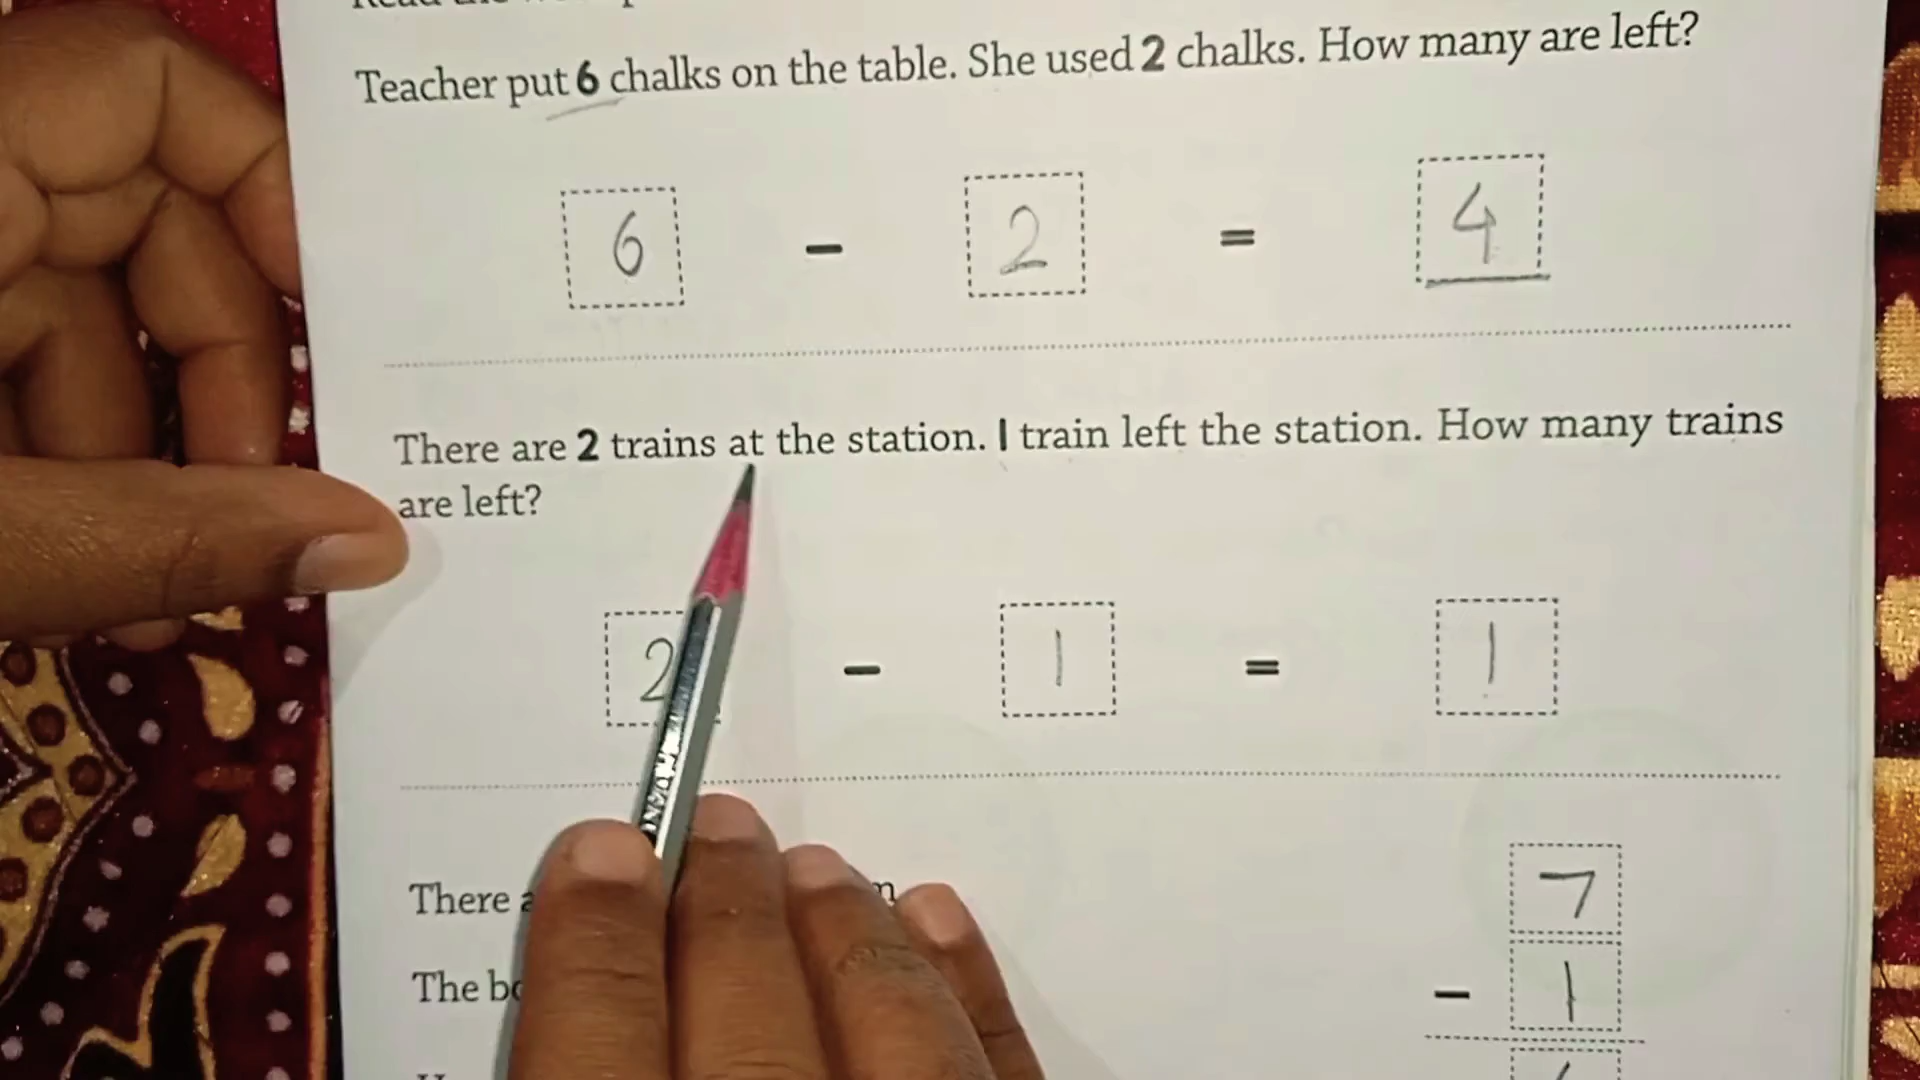 Teacher put 6 chalks on the table. She used 2 chalks. How many are left?
6 - 2 = 4
There are 2 trains at the station. 1 train left the station. How many trains
are left?
2 - 1 = 1
There
7
The
- 1